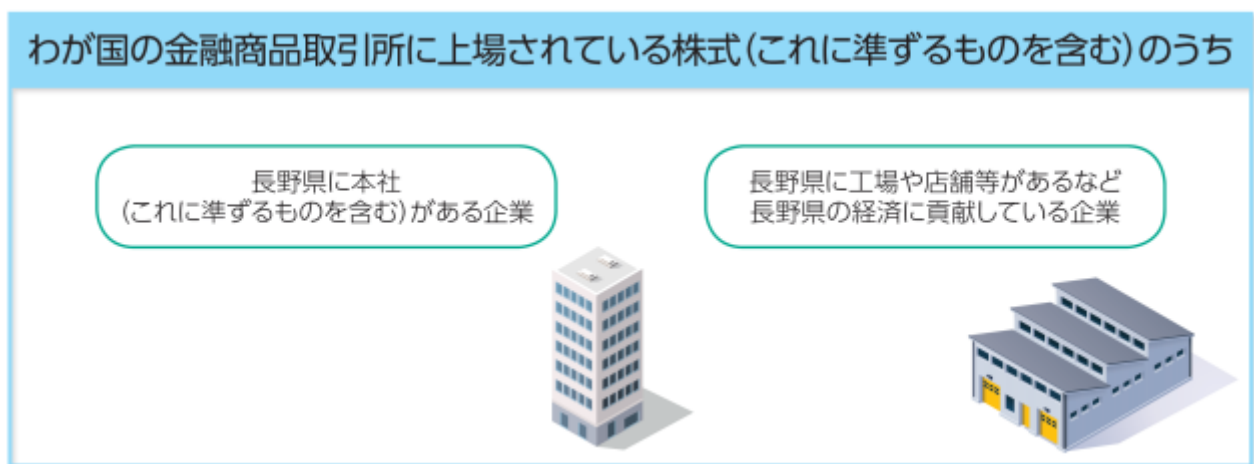 わが国の金融商品取引所に上場されている株式(これに準ずるものを含む)のうち
長野県に本社
(これに準ずるものを含む)がある企業
長野県に工場や店舗等があるなど
長野県の経済に貢献している企業